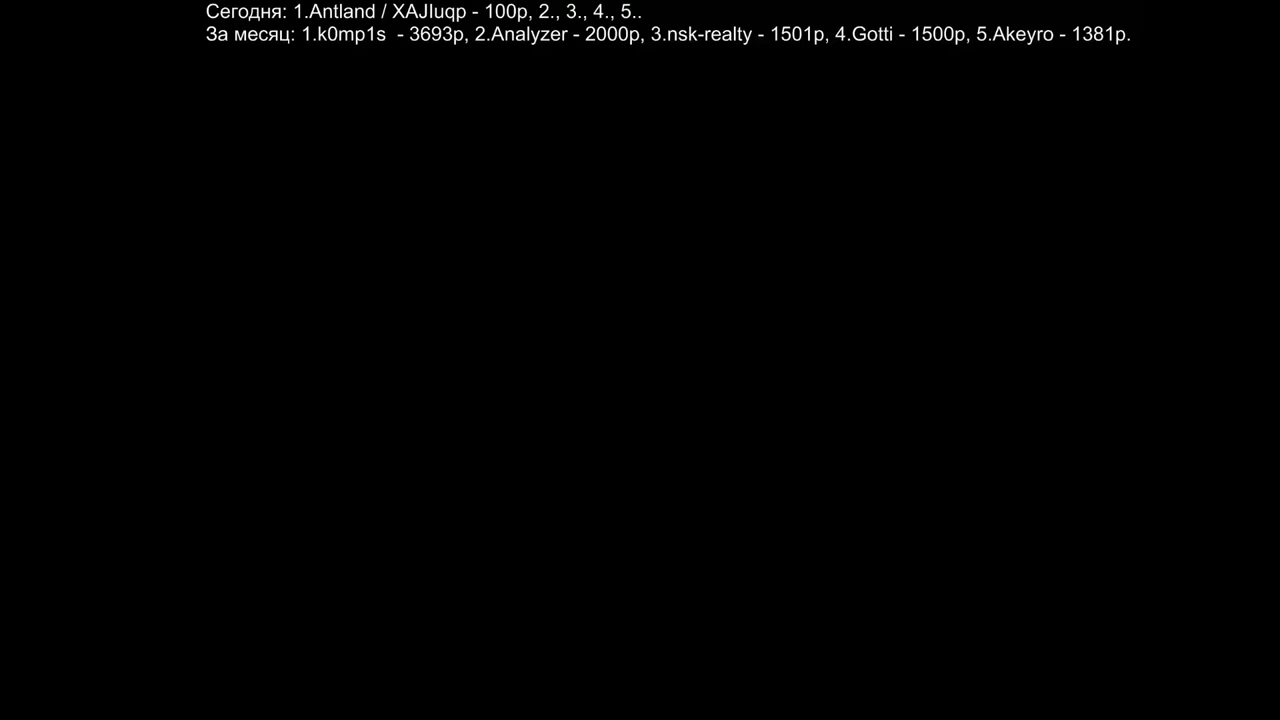 Сегодня: 1.Antland / XAJIuqp - 100р, 2., 3., 4., 5..
За месяц: 1.k0mp1s  - 3693р, 2.Analyzer - 2000р, 3.nsk-realty - 1501р, 4.Gotti - 1500р, 5.Akeyro - 1381р.